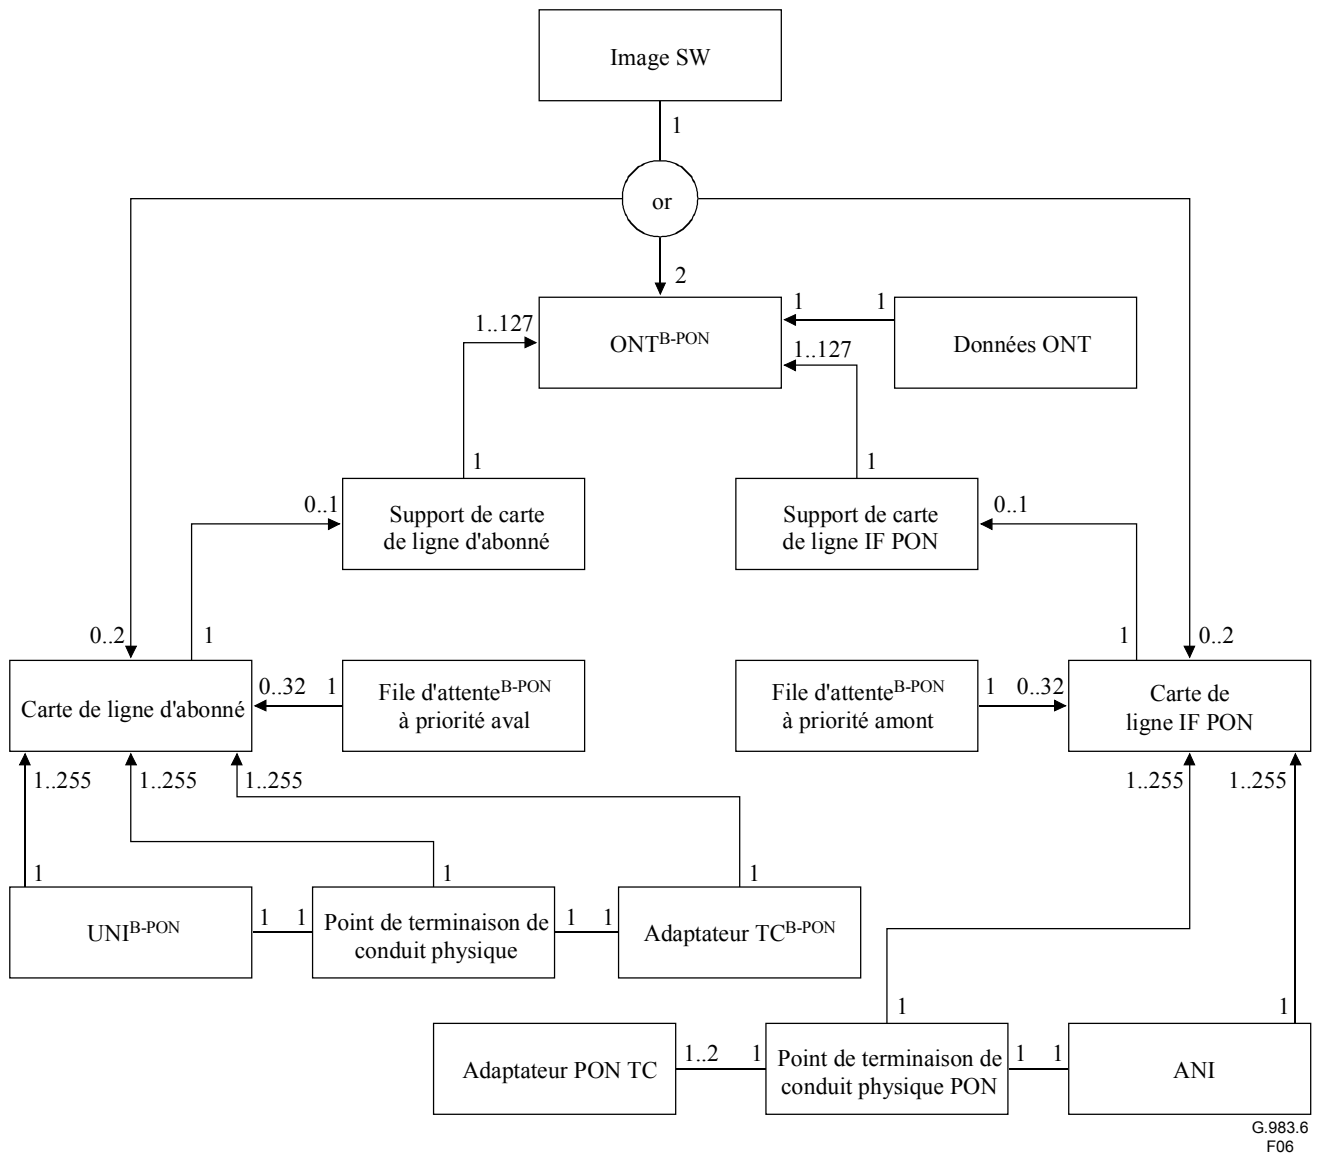 Image SW
1
or
2
1..127
ONT^B-PON
1 1
Données ONT
1..127
1 1
0..1
Support de carte
de ligne d'abonné
Support de carte
de ligne IF PON
0..1
0..2 1
1 0..2
Carte de ligne d'abonné
0..32 1
File d'attente^B-PON
à priorité aval
File d'attente^B-PON
à priorité amont
1 0..32
Carte de
ligne IF PON
1..255 1..255 1..255
1..255 1..255
1 1 1
UNI^B-PON
1 1
Point de terminaison de
conduit physique
1 1
Adaptateur TC^B-PON
1 1
Adaptateur PON TC
1..2 1
Point de terminaison de
conduit physique PON
1 1
ANI
G.983.6
F06